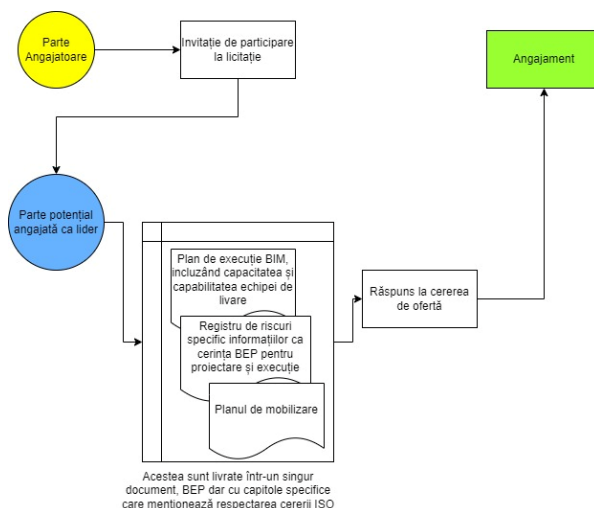 Parte
Angajatoare
Invitație de participare
la licitație
Angajament
Parte potențial
angajată ca lider
Plan de execuție BIM,
incluzând capacitatea și
capabilitatea echipei de
livare
Registru de riscuri
specific informațiilor ca
cerința BEP pentru
proiectare și execuție
Planul de mobilizare
Răspuns la cererea
de ofertă
Acestea sunt livrate într-un singur
document, BEP dar cu capitole specifice
care menționează respectarea cererii ISO